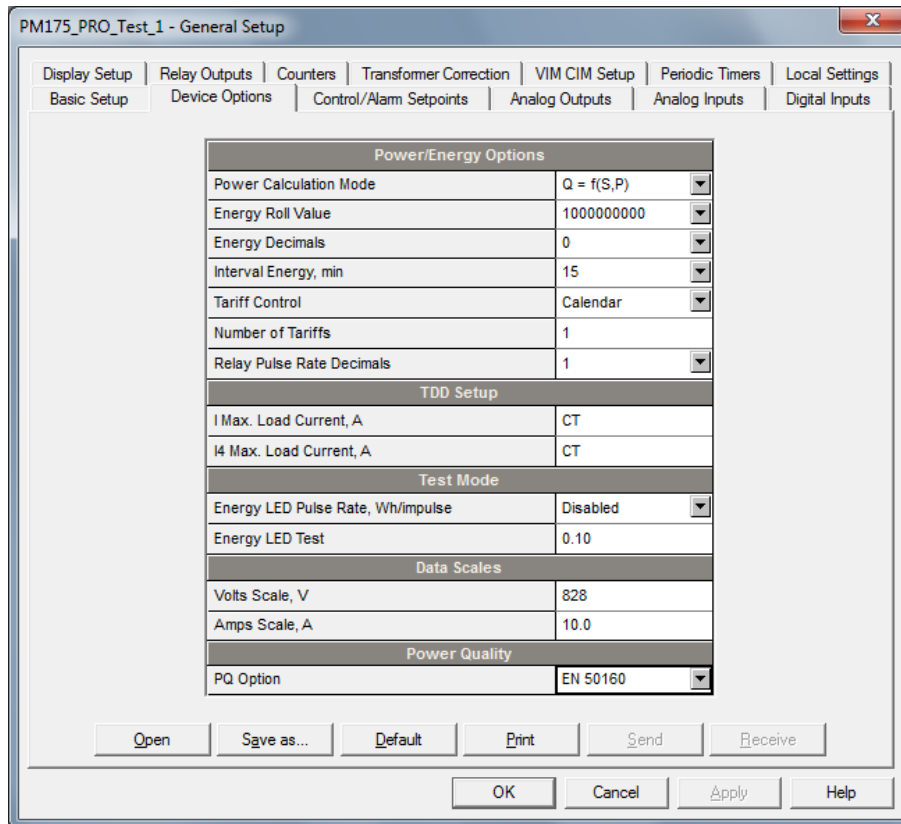 PM175_PRO_Test_1 - General Setup
Display Setup Relay Outputs Counters Transformer Correction VIM CIM Setup Periodic Timers Local Settings
Basic Setup Device Options Control/Alarm Setpoints Analog Outputs Analog Inputs Digital Inputs
Power/Energy Options
Power Calculation Mode Q = f(S,P)
Energy Roll Value 1000000000
Energy Decimals 0
Interval Energy, min 15
Tariff Control Calendar
Number of Tariffs 1
Relay Pulse Rate Decimals 1
TDD Setup
I Max. Load Current, A CT
I4 Max. Load Current, A CT
Test Mode
Energy LED Pulse Rate, Wh/impulse Disabled
Energy LED Test 0.10
Data Scales
Volts Scale, V 828
Amps Scale, A 10.0
Power Quality
PQ Option EN 50160
Open Save as... Default Print Send Receive
OK Cancel Apply Help